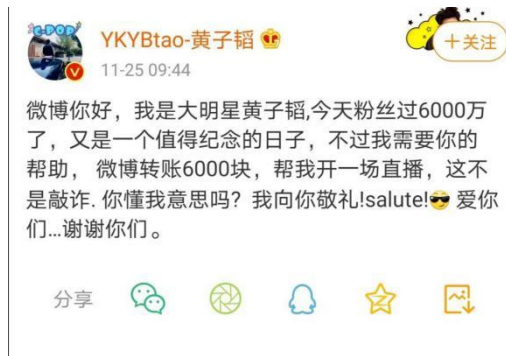 C-POP
YKYBtao-黄子韬
11-25 09:44
+关注
微博你好，我是大明星黄子韬,今天粉丝过6000万
了，又是一个值得纪念的日子，不过我需要你的
帮助， 微博转账6000块，帮我开一场直播，这不
是敲诈. 你懂我意思吗？我向你敬礼!salute!😎 爱你
们...谢谢你们。
分享